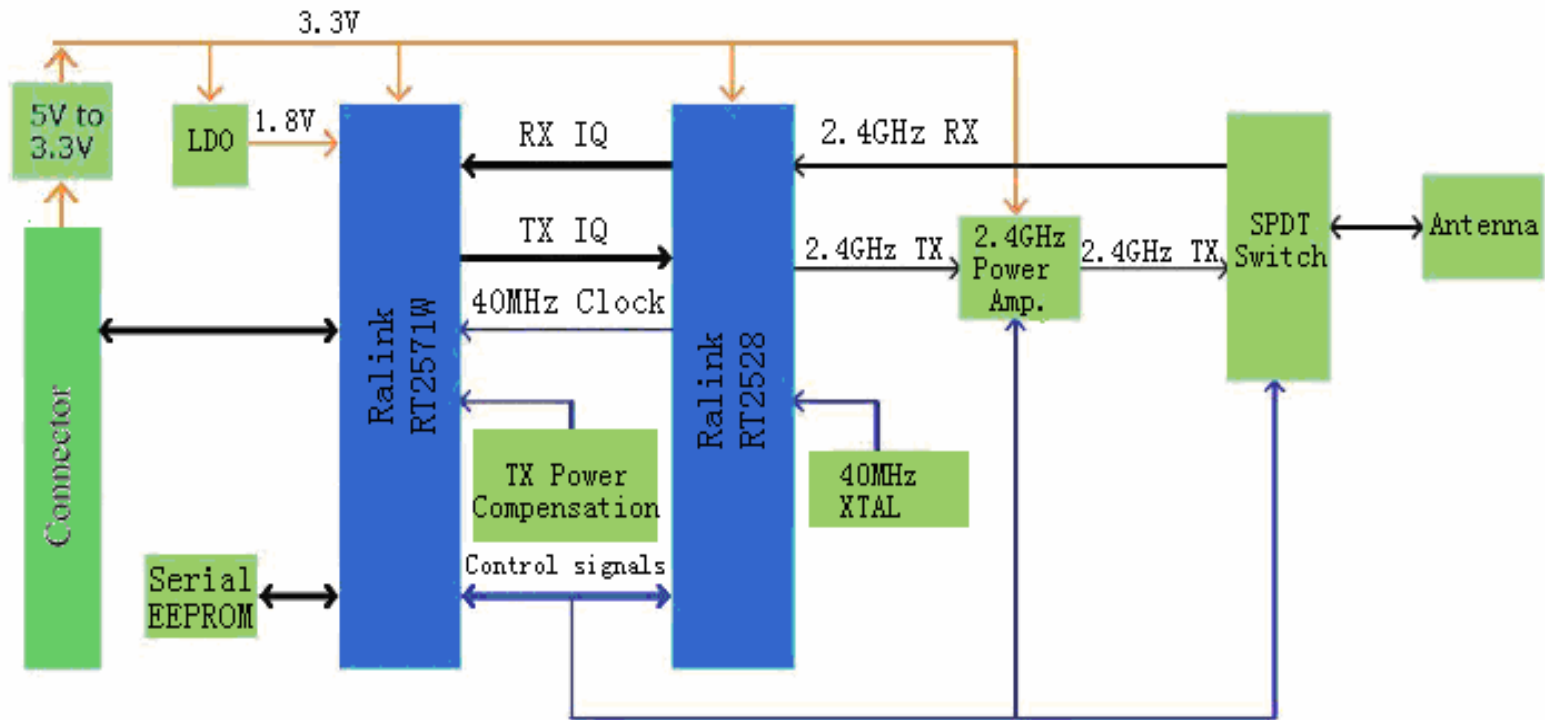 3.3V
5V to
3.3V
LDO
1.8V
RX IQ
2.4GHz RX
TX IQ
2.4GHz TX
2.4GHz
Power
Amp.
2.4GHz TX
SPDT
Switch
Antenna
40MHz Clock
Connector
Ralink
RT2571W
Ralink
RT2528
TX Power
Compensation
40MHz
XTAL
Control signals
Serial
EEPROM